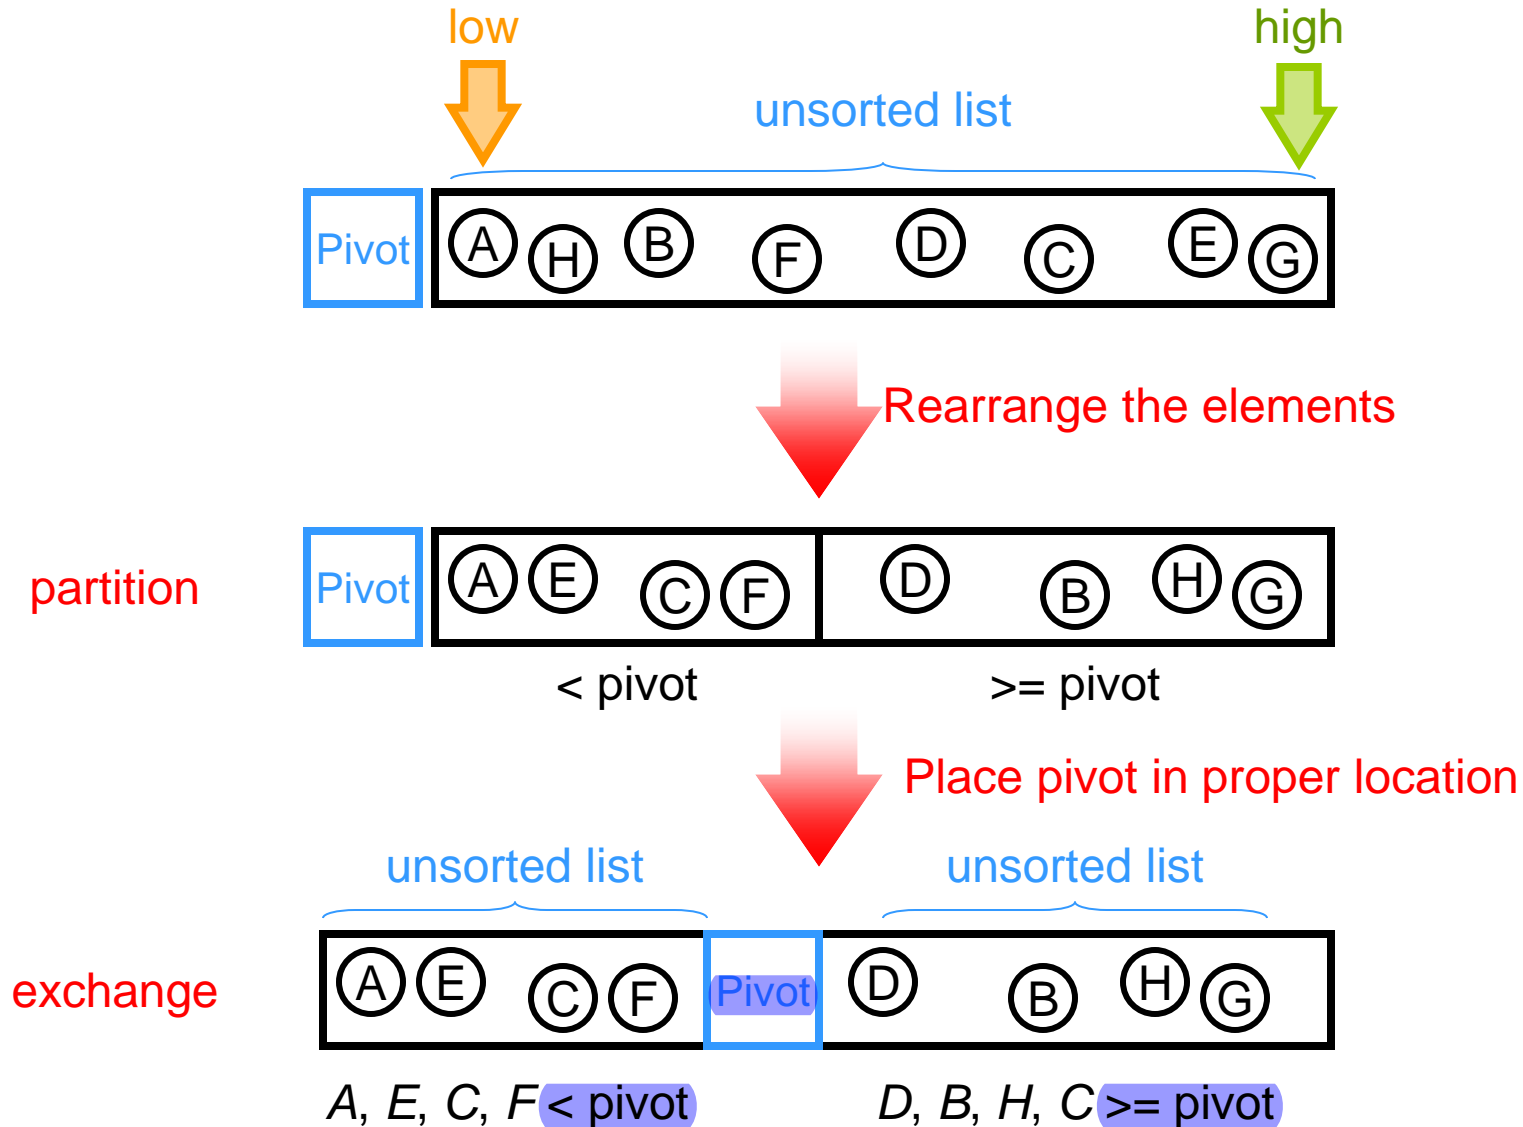 low
high
unsorted list
Pivot A H B F D C E G
Rearrange the elements
partition Pivot A E C F D B H G
< pivot >= pivot
Place pivot in proper location
unsorted list unsorted list
exchange A E C F Pivot D B H G
A, E, C, F < pivot D, B, H, C >= pivot